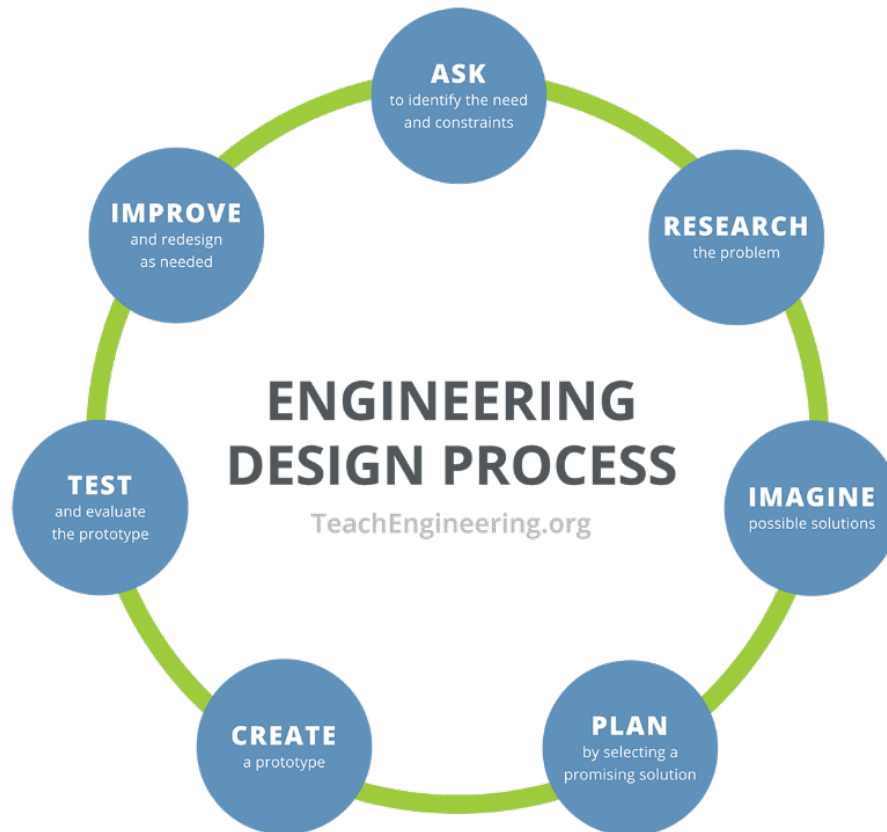 ASK
to identify the need
and constraints
RESEARCH
the problem
IMAGINE
possible solutions
PLAN
by selecting a
promising solution
CREATE
a prototype
TEST
and evaluate
the prototype
IMPROVE
and redesign
as needed
ENGINEERING
DESIGN PROCESS
TeachEngineering.org